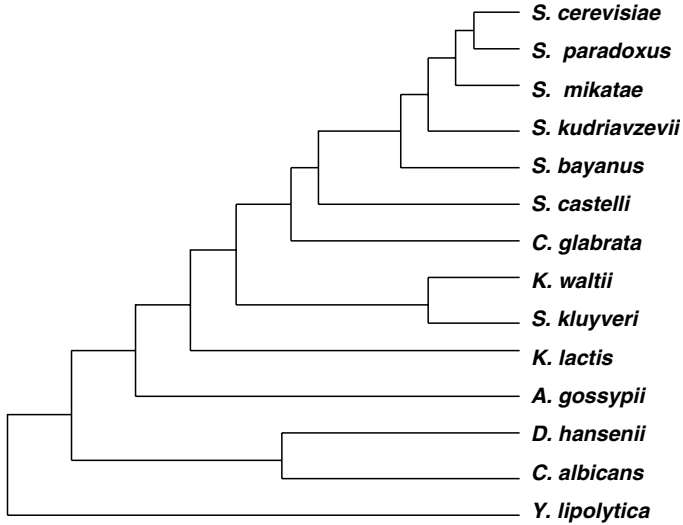 S. cerevisiae
S. paradoxus
S. mikatae
S. kudriavzevii
S. bayanus
S. castelli
C. glabrata
K. waltii
S. kluyveri
K. lactis
A. gossypii
D. hansenii
C. albicans
Y. lipolytica